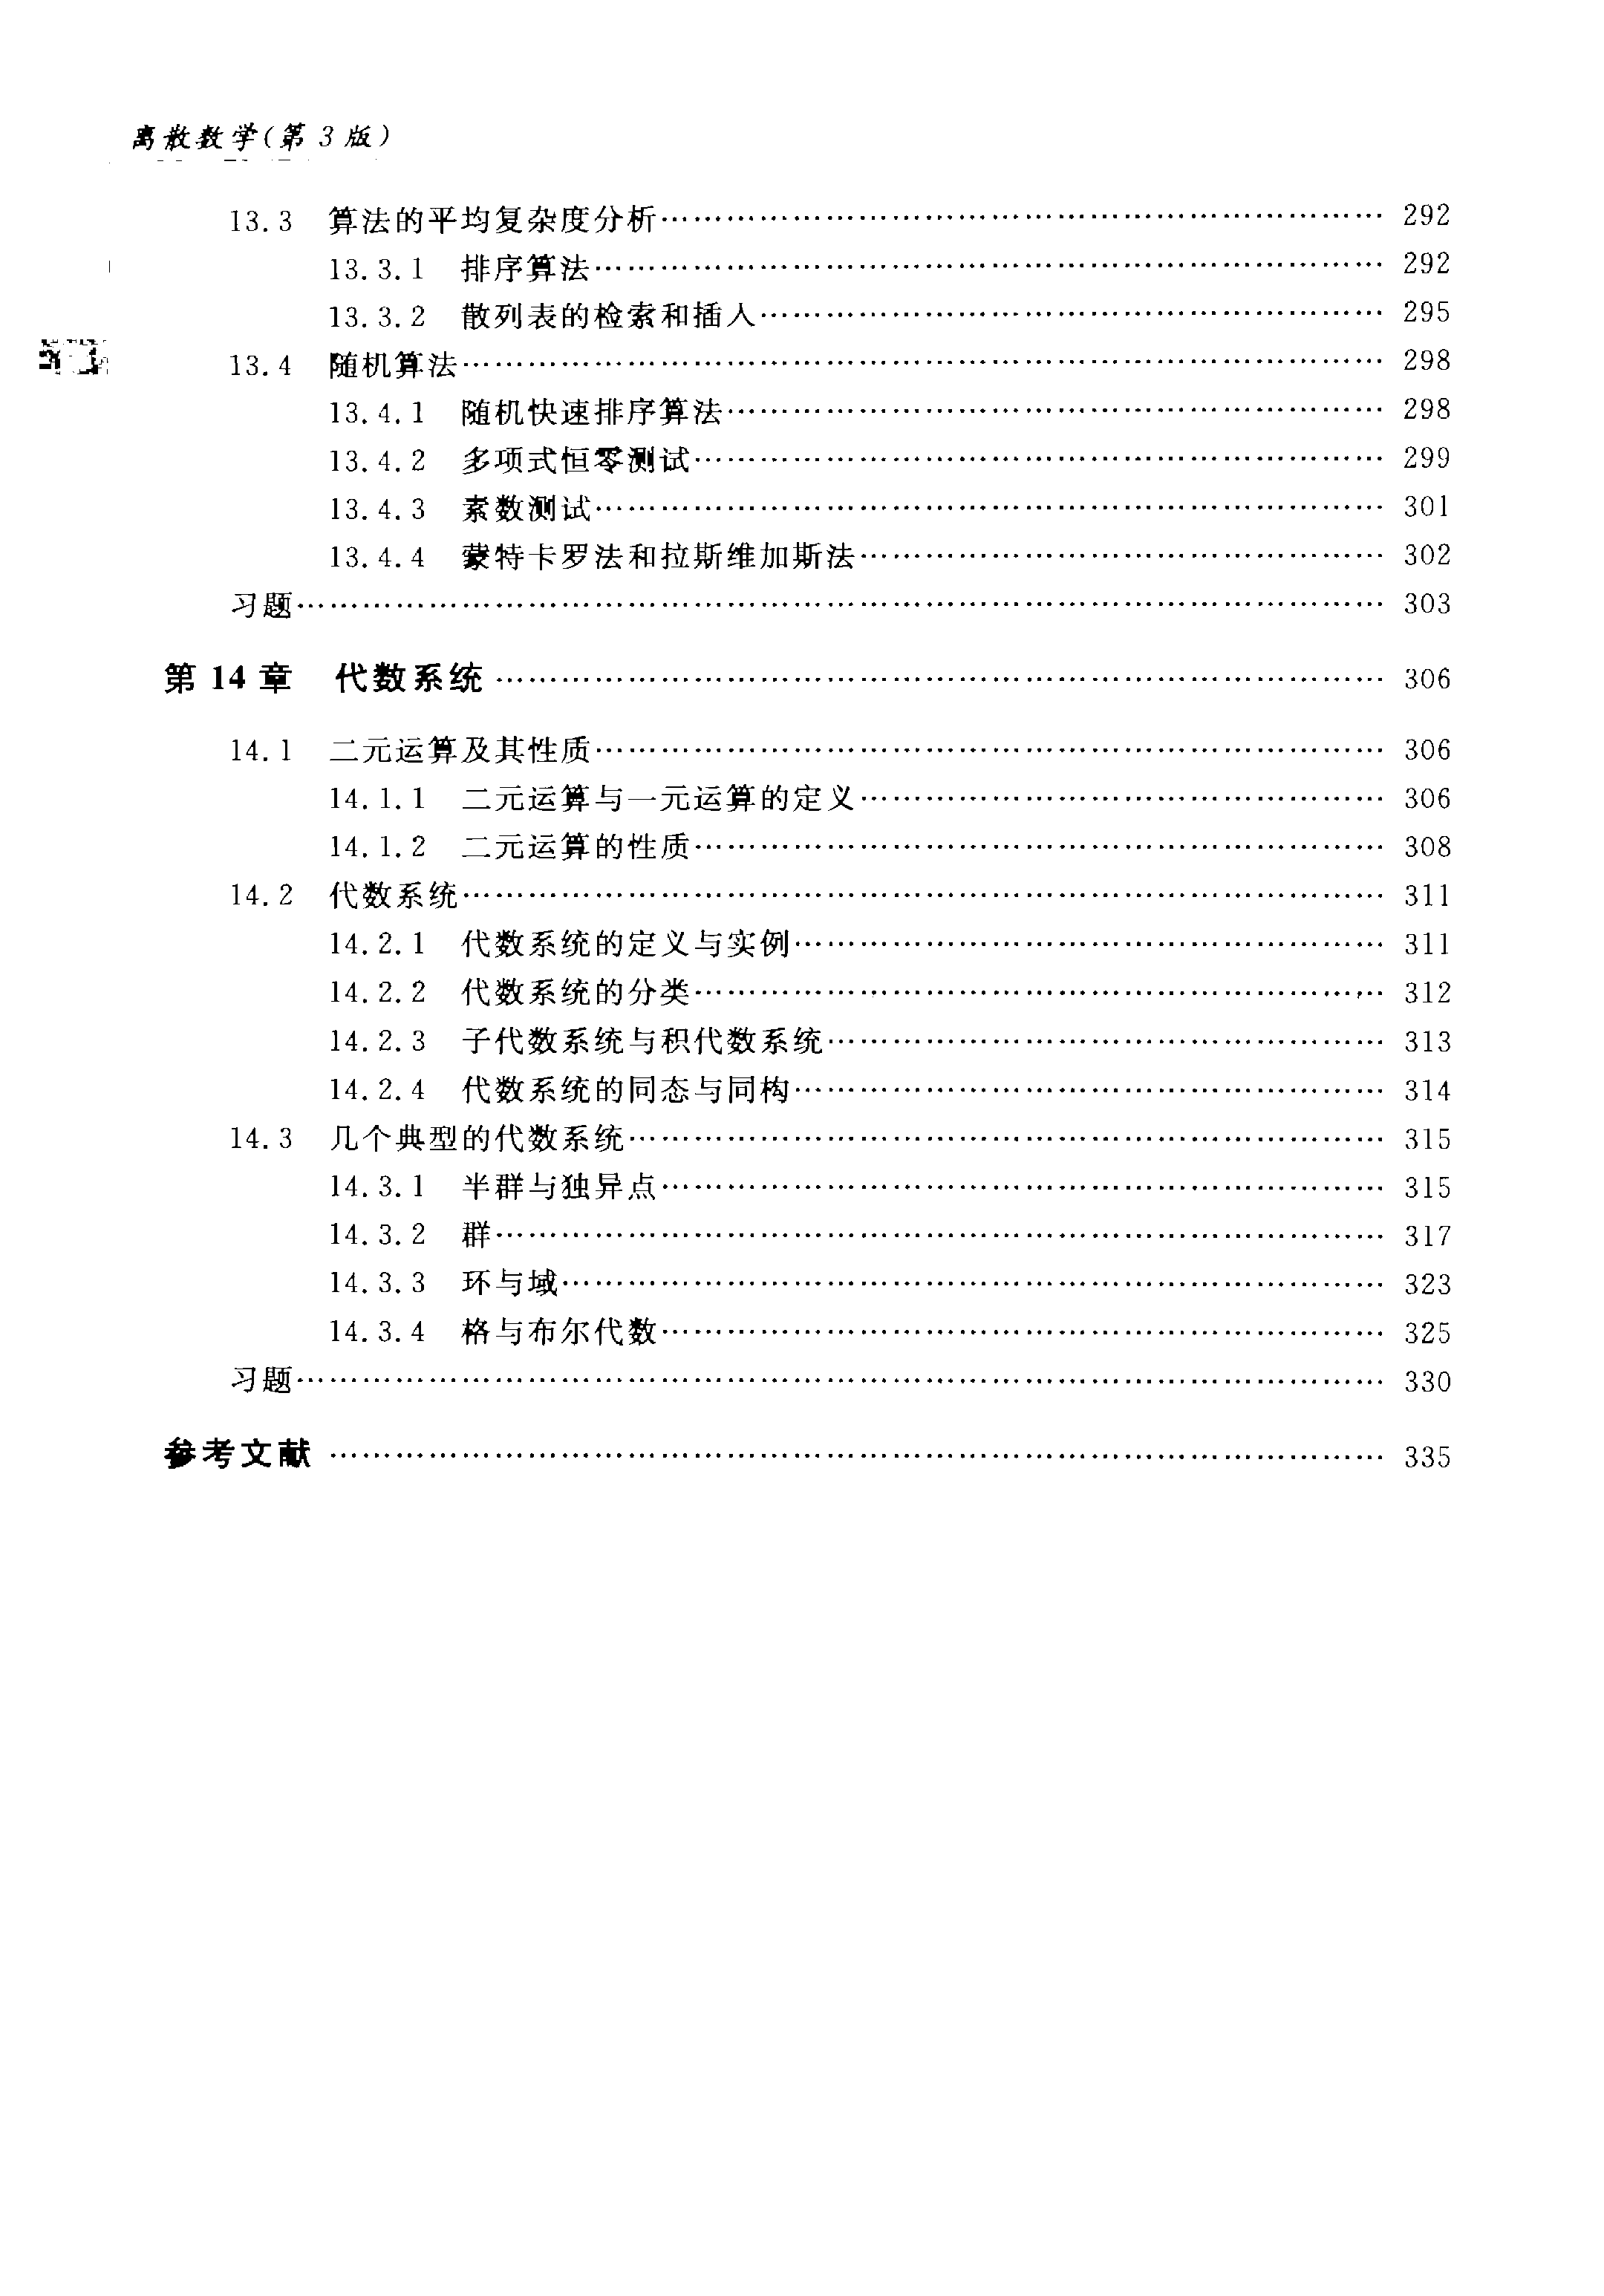 离散数学(第 3 版)
13.3 算法的平均复杂度分析…… 292
13.3.1 排序算法…… 292
13.3.2 散列表的检索和插入…… 295
13.4 随机算法…… 298
13.4.1 随机快速排序算法…… 298
13.4.2 多项式恒零测试…… 299
13.4.3 素数测试…… 301
13.4.4 蒙特卡罗法和拉斯维加斯法…… 302
习题…… 303
第 14 章 代数系统…… 306
14.1 二元运算及其性质…… 306
14.1.1 二元运算与一元运算的定义…… 306
14.1.2 二元运算的性质…… 308
14.2 代数系统…… 311
14.2.1 代数系统的定义与实例…… 311
14.2.2 代数系统的分类…… 312
14.2.3 子代数系统与积代数系统…… 313
14.2.4 代数系统的同态与同构…… 314
14.3 几个典型的代数系统…… 315
14.3.1 半群与独异点…… 315
14.3.2 群…… 317
14.3.3 环与域…… 323
14.3.4 格与布尔代数…… 325
习题…… 330
参考文献…… 335